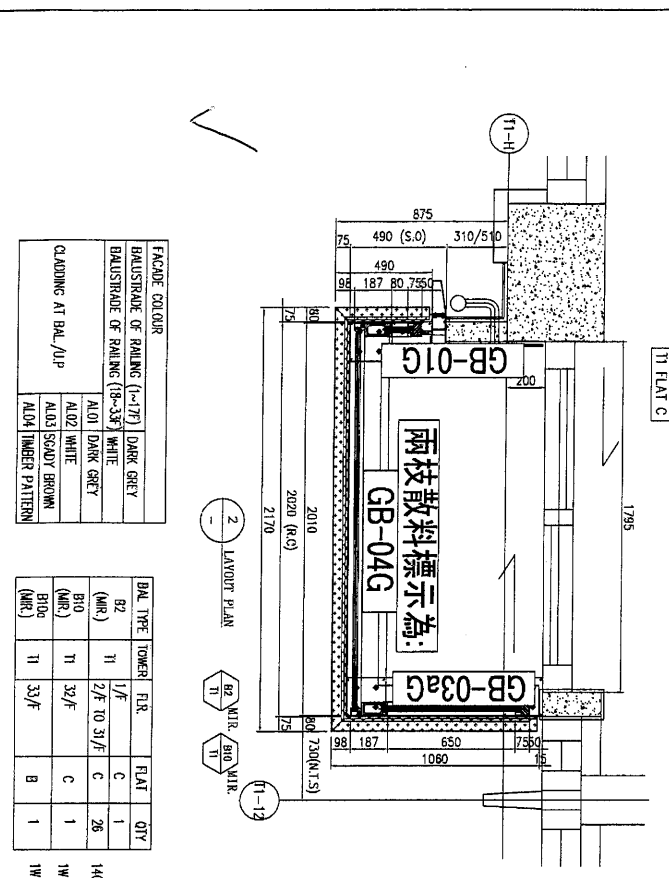 T1 FLAT C
T1-H
875
75
490 (S.O)
310/510
490
98
187
80
75
50
1795
200
GB-01G
兩枝散料標示為:
GB-04G
GB-03aG
80
75
2010
2020 (R.C)
2170
80
75
730(N.T.S)
98
187
650
75
50
1060
15
T1-12
2
-
LAYOUT PLAN
B2
T1
MIR.
B10
T1
MIR.
FACADE COLOUR
BALUSTRADE OF RAILING (1~17F) DARK GREY
BALUSTRADE OF RAILING (18~33F) WHITE
CLADDING AT BAL./U.P
AL01 DARK GREY
AL02 WHITE
AL03 SGADY BROWN
AL04 TIMBER PATTERN
BAL TYPE TOWER FLR. FLAT QTY
B2 (MIR.) T1 1/F C 1
2/F TO 31/F C 26
B10 (MIR.) T1 32/F C 1
B10a (MIR.) T1 33/F B 1
1W
1W